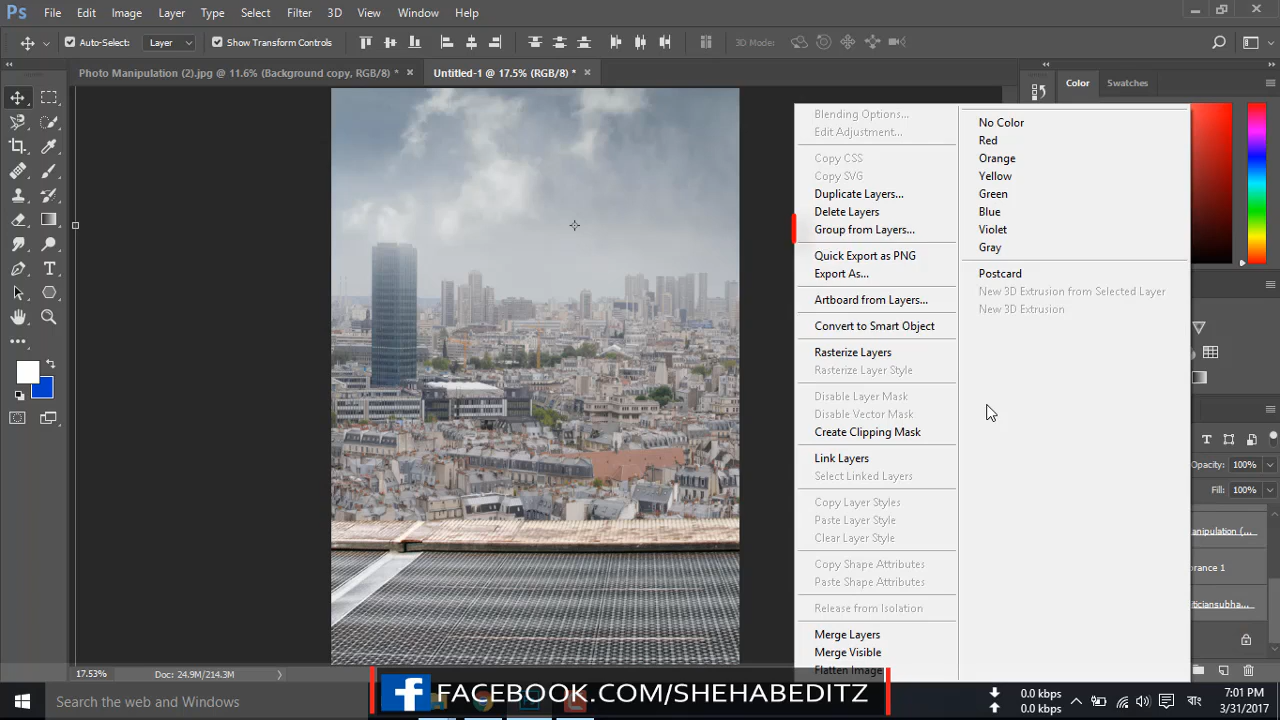 Ps File Edit Image Layer Type Select Filter 3D View Window Help
Auto-Select: Layer Show Transform Controls 3D Mode:
Photo Manipulation (2).jpg @ 11.6% (Background copy, RGB/8) * × Untitled-1 @ 17.5% (RGB/8) * ×
Color Swatches
Blending Options...
Edit Adjustment...
Copy CSS
Copy SVG
Duplicate Layers...
Delete Layers
Group from Layers...
Quick Export as PNG
Export As...
Artboard from Layers...
Convert to Smart Object
Rasterize Layers
Rasterize Layer Style
Disable Layer Mask
Disable Vector Mask
Create Clipping Mask
Link Layers
Select Linked Layers
Copy Layer Styles
Paste Layer Style
Clear Layer Style
Copy Shape Attributes
Paste Shape Attributes
Release from Isolation
Merge Layers
Merge Visible
Flatten Image
No Color
Red
Orange
Yellow
Green
Blue
Violet
Gray
Postcard
New 3D Extrusion from Selected Layer
New 3D Extrusion
Opacity: 100%
Fill: 100%
17.53% Doc: 24.9M/214.3M
FACEBOOK.COM/SHEHABEDITZ
Search the web and Windows
0.0 kbps
0.0 kbps
7:01 PM
3/31/2017